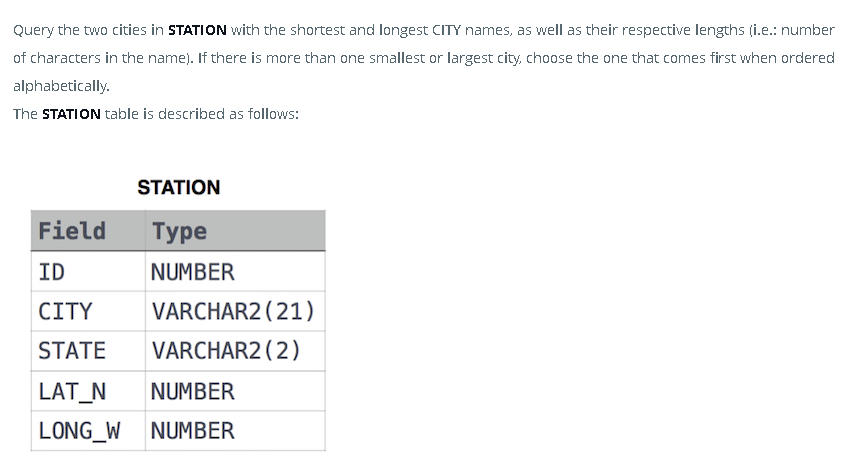 Query the two cities in STATION with the shortest and longest CITY names, as well as their respective lengths (i.e.: number
of characters in the name). If there is more than one smallest or largest city, choose the one that comes first when ordered
alphabetically.
The STATION table is described as follows:
STATION
Field Type
ID NUMBER
CITY VARCHAR2(21)
STATE VARCHAR2(2)
LAT_N NUMBER
LONG_W NUMBER